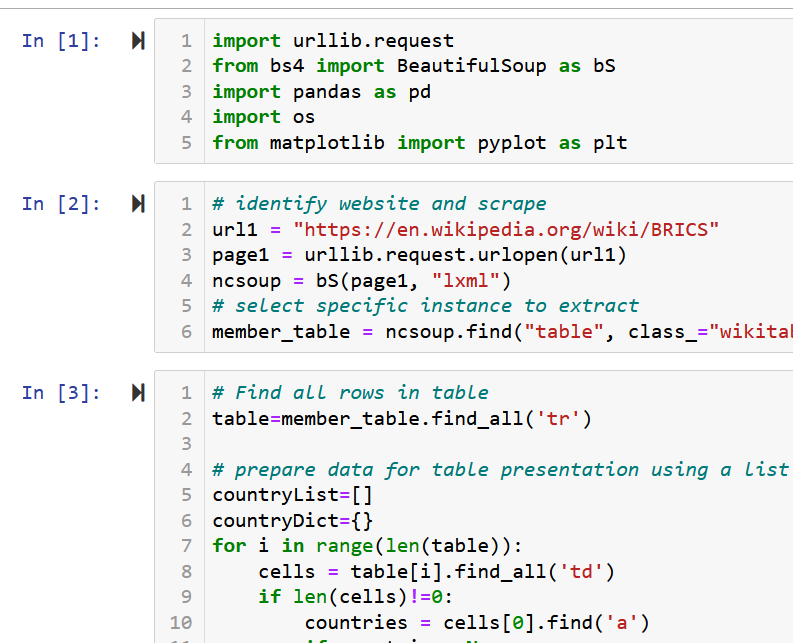 In [1]:
1 import urllib.request
2 from bs4 import BeautifulSoup as bS
3 import pandas as pd
4 import os
5 from matplotlib import pyplot as plt
In [2]:
1 # identify website and scrape
2 url1 = "https://en.wikipedia.org/wiki/BRICS"
3 page1 = urllib.request.urlopen(url1)
4 ncsoup = bS(page1, "lxml")
5 # select specific instance to extract
6 member_table = ncsoup.find("table", class_="wikital
In [3]:
1 # Find all rows in table
2 table=member_table.find_all('tr')
3
4 # prepare data for table presentation using a list
5 countryList=[]
6 countryDict={}
7 for i in range(len(table)):
8     cells = table[i].find_all('td')
9     if len(cells)!=0:
10         countries = cells[0].find('a')